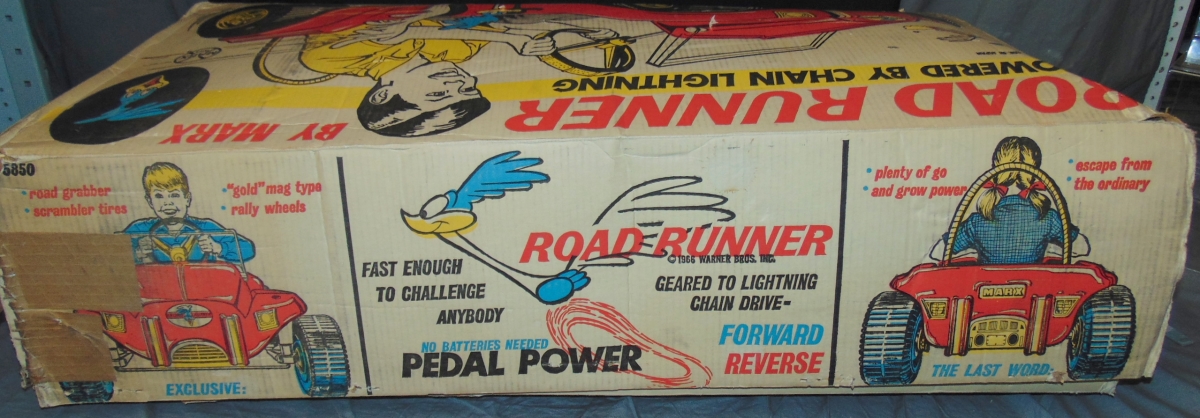 POWERED BY CHAIN LIGHTNING
ROAD RUNNER
BY MARX
5850
• road grabber
• scrambler tires
• "gold" mag type
rally wheels
EXCLUSIVE:
ROAD RUNNER
©1966 WARNER BROS. INC.
FAST ENOUGH
TO CHALLENGE
ANYBODY
GEARED TO LIGHTNING
CHAIN DRIVE-
NO BATTERIES NEEDED
PEDAL POWER
FORWARD
REVERSE
• plenty of go
• and grow power
• escape from
• the ordinary
MARX
THE LAST WORD: